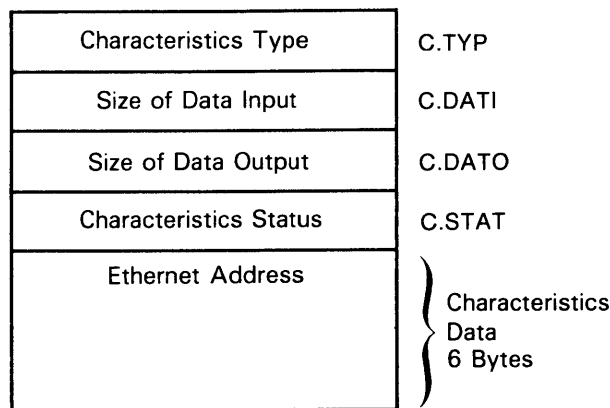 Characteristics Type C.TYP
Size of Data Input C.DATI
Size of Data Output C.DATO
Characteristics Status C.STAT
Ethernet Address
Characteristics
Data
6 Bytes